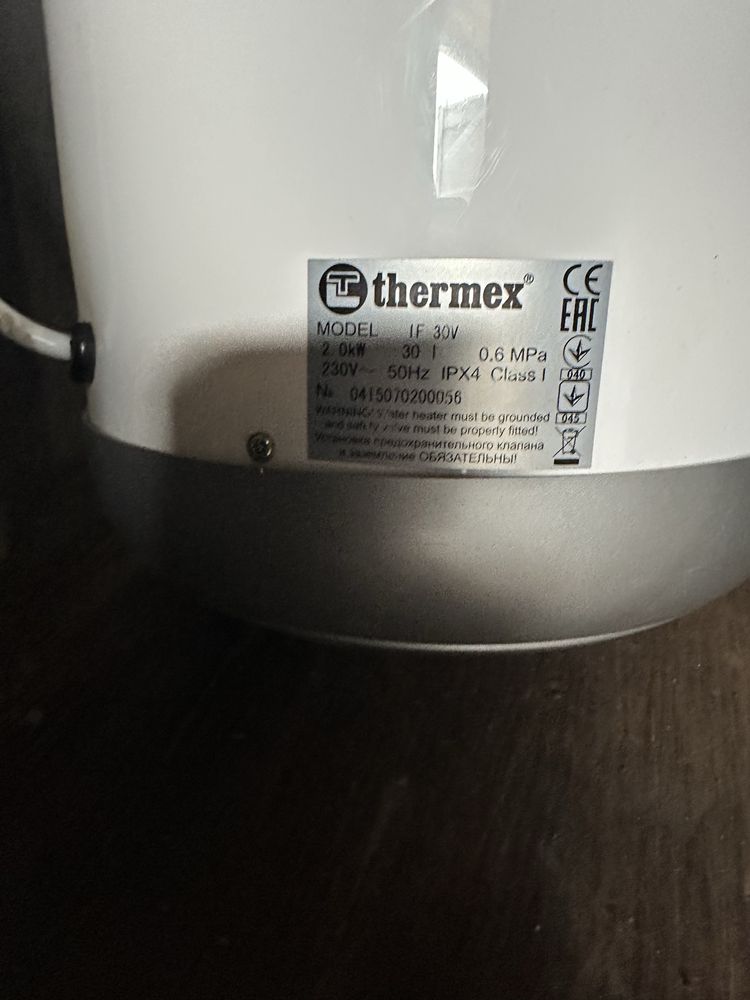 thermex®
CE
EAC
MODEL IF 30V
2.0kW 30 l 0.6 MPa
230V~ 50Hz IPX4 Class I
№ 0415070200056
040
WARNING! Water heater must be grounded
and safety valve must be properly fitted!
045
Установка предохранительного клапана
и заземление ОБЯЗАТЕЛЬНЫ!